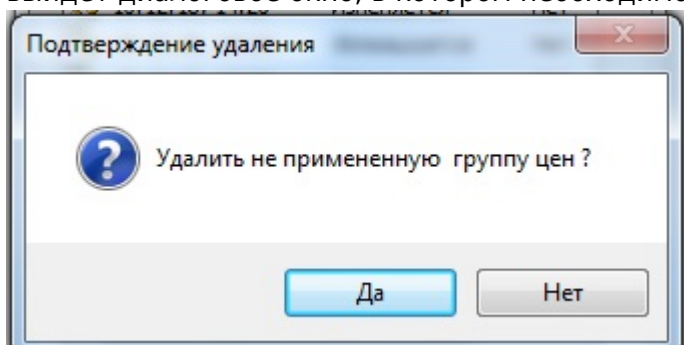 Подтверждение удаления
Удалить не примененную группу цен ?
Да
Нет